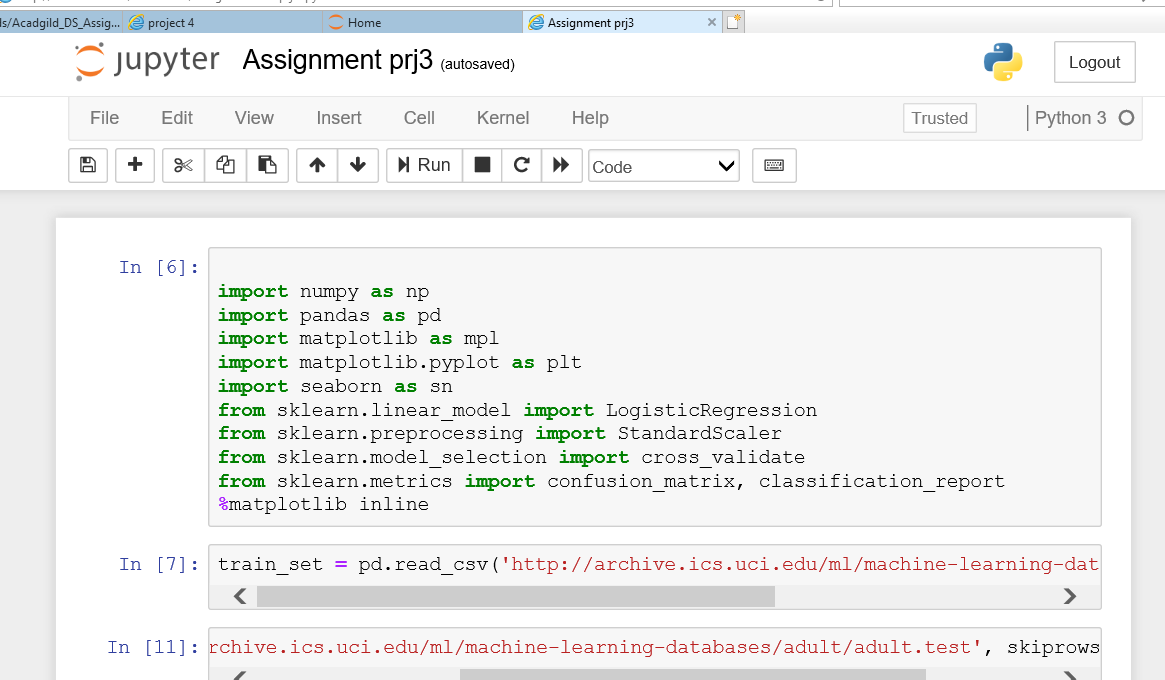 ls/Acadgild_DS_Assig... project 4 Home Assignment prj3
jupyter Assignment prj3 (autosaved) Logout
File Edit View Insert Cell Kernel Help Trusted Python 3
Run Code
In [6]:
import numpy as np
import pandas as pd
import matplotlib as mpl
import matplotlib.pyplot as plt
import seaborn as sn
from sklearn.linear_model import LogisticRegression
from sklearn.preprocessing import StandardScaler
from sklearn.model_selection import cross_validate
from sklearn.metrics import confusion_matrix, classification_report
%matplotlib inline
In [7]: train_set = pd.read_csv('http://archive.ics.uci.edu/ml/machine-learning-dat
In [11]: rchive.ics.uci.edu/ml/machine-learning-databases/adult/adult.test', skiprows